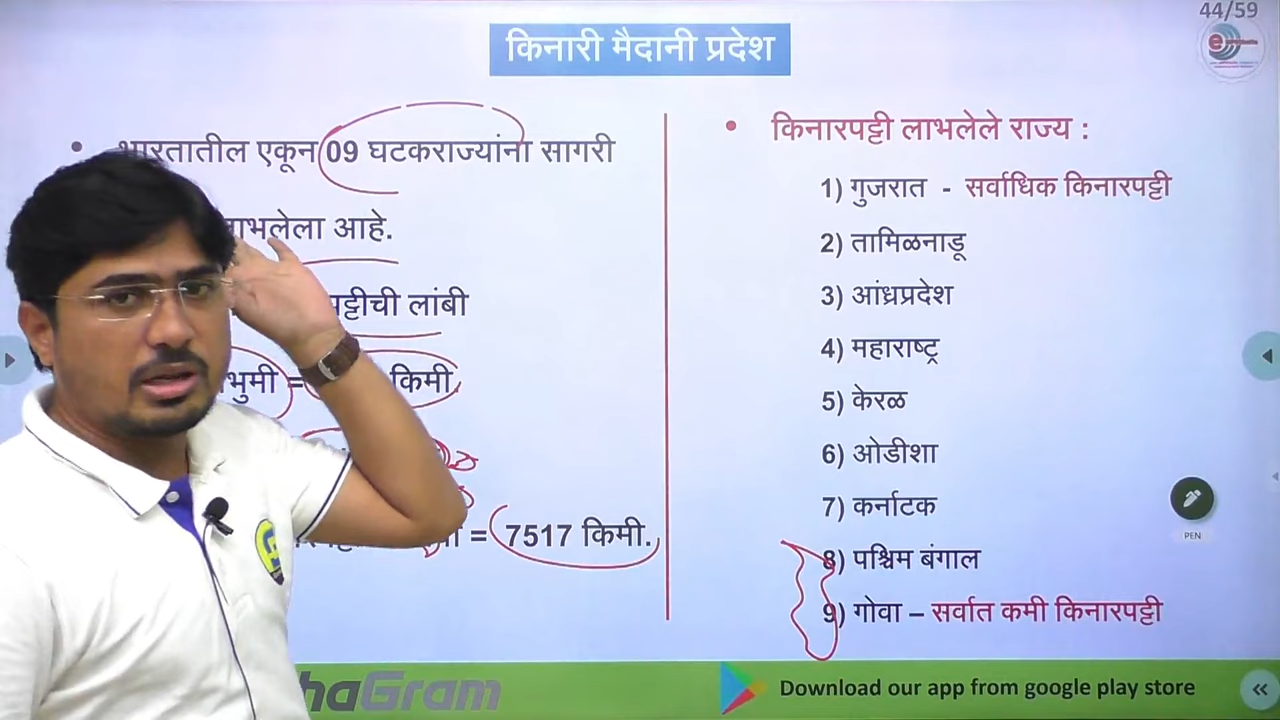 44/59
किनारी मैदानी प्रदेश
• भारतातील एकून 09 घटकराज्यांना सागरी
लाभलेला आहे.
लांबी
किमी.
= 7517 किमी.
• किनारपट्टी लाभलेले राज्य :
1) गुजरात - सर्वाधिक किनारपट्टी
2) तामिळनाडू
3) आंध्रप्रदेश
4) महाराष्ट्र
5) केरळ
6) ओडीशा
7) कर्नाटक
8) पश्चिम बंगाल
9) गोवा – सर्वात कमी किनारपट्टी
PEN
haGram
Download our app from google play store